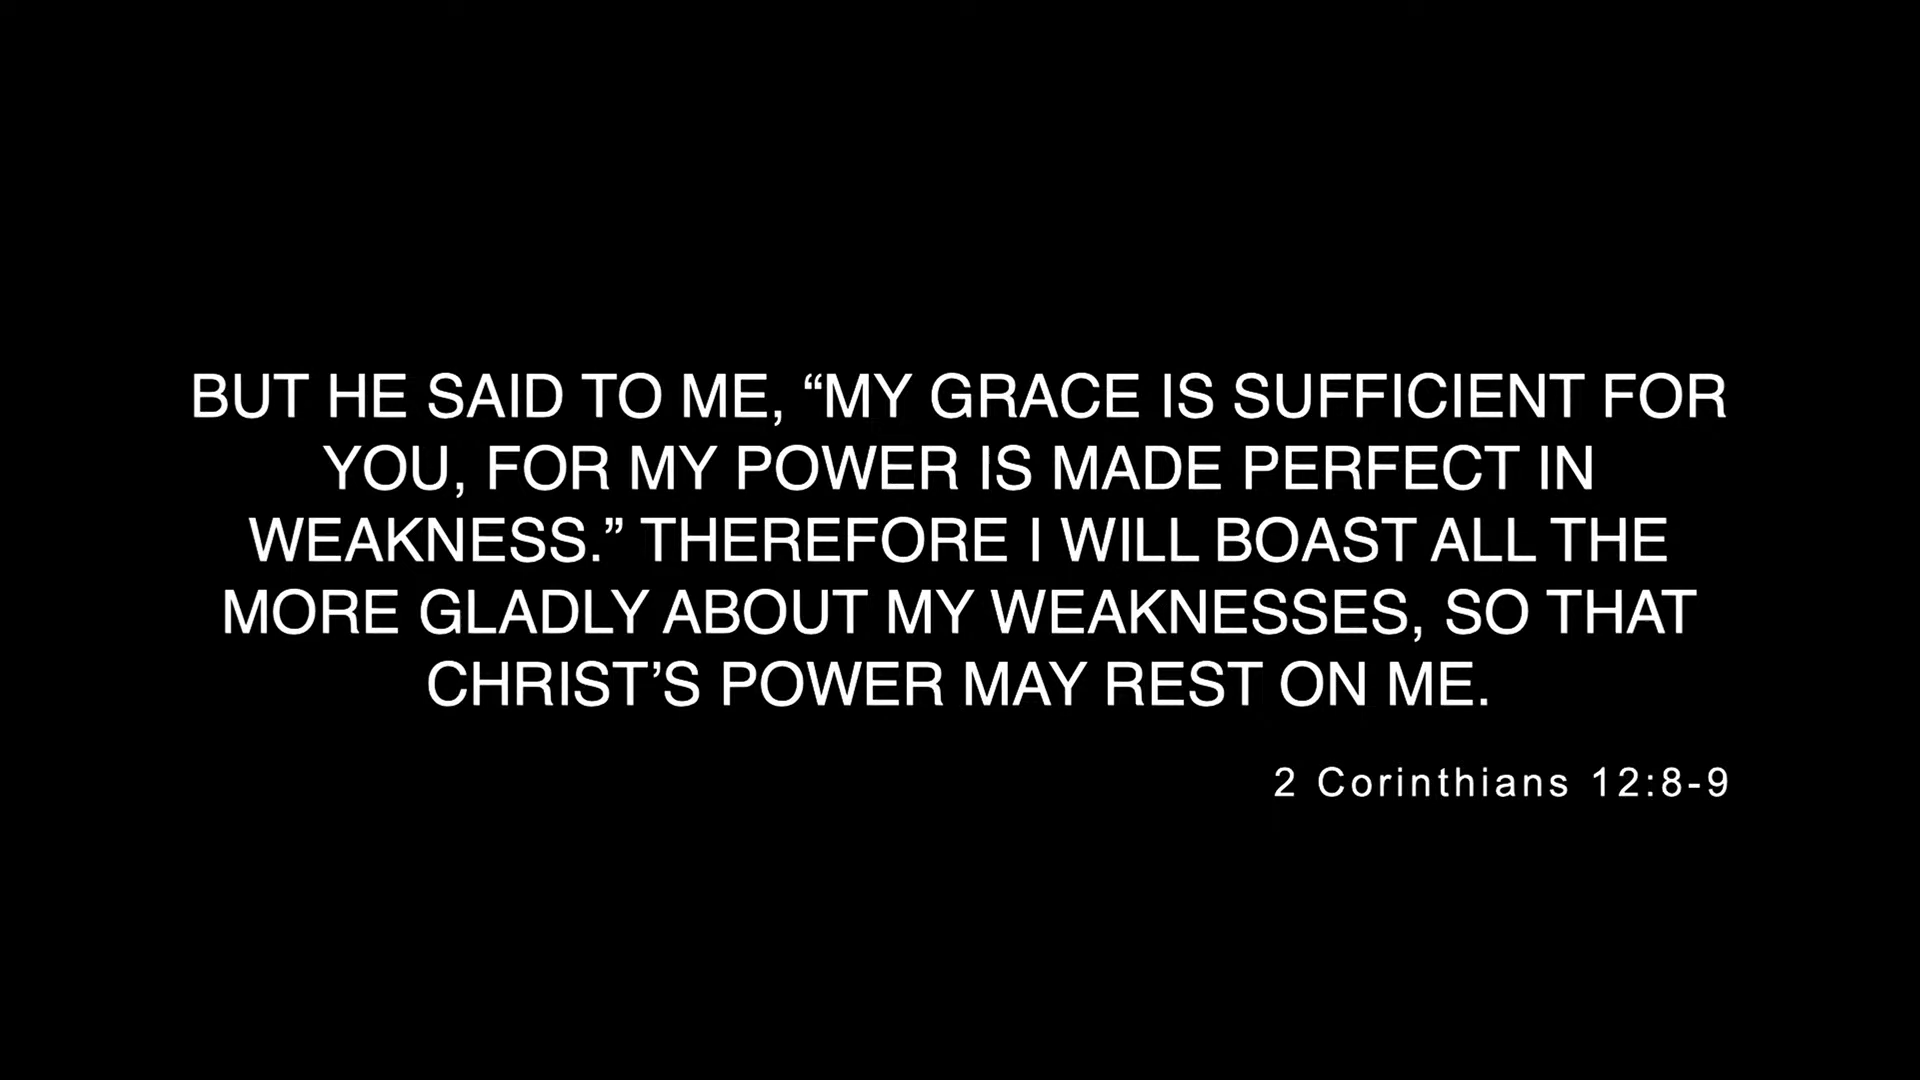 BUT HE SAID TO ME, “MY GRACE IS SUFFICIENT FOR
YOU, FOR MY POWER IS MADE PERFECT IN
WEAKNESS.” THEREFORE I WILL BOAST ALL THE
MORE GLADLY ABOUT MY WEAKNESSES, SO THAT
CHRIST’S POWER MAY REST ON ME.
2 Corinthians 12:8-9